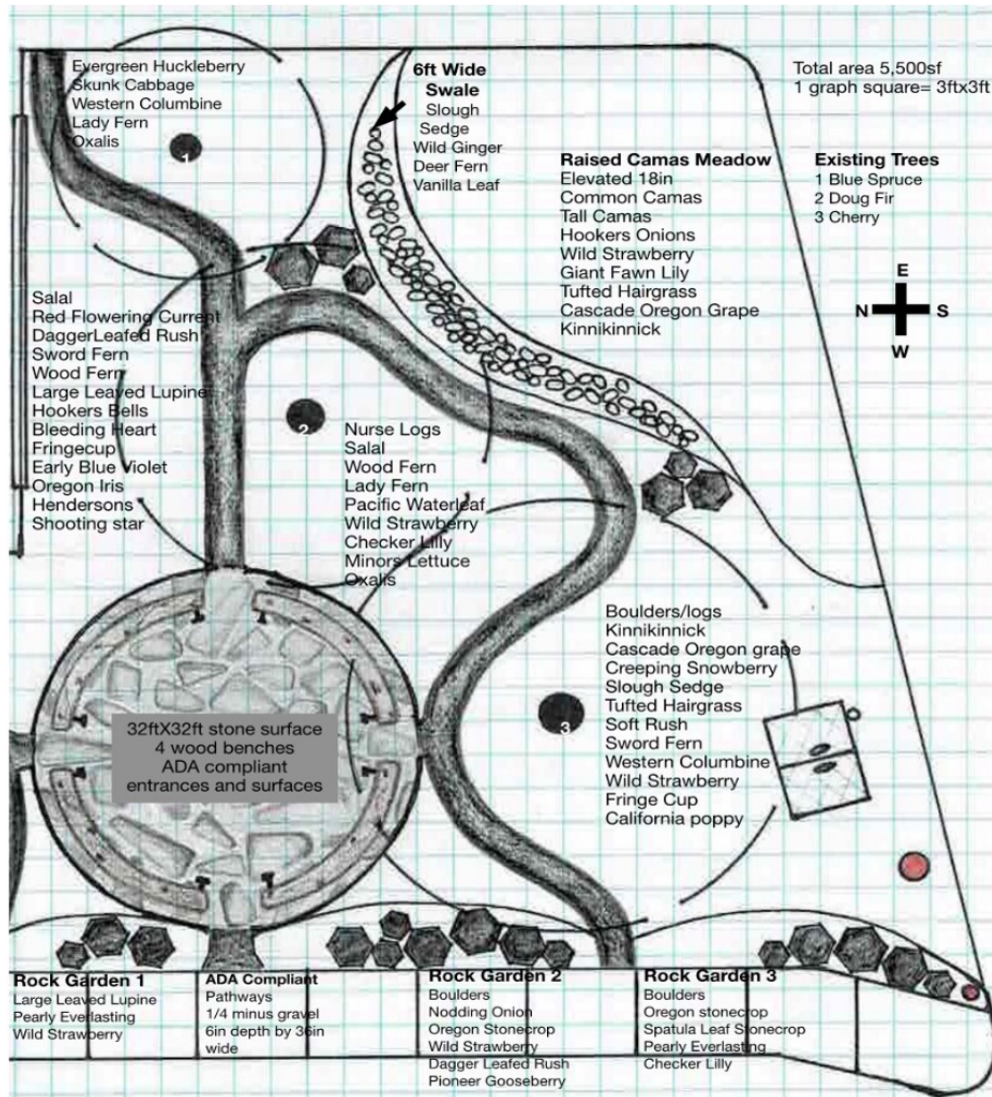 Evergreen Huckleberry
Skunk Cabbage
Western Columbine
Lady Fern
Oxalis
1
6ft Wide
Swale
Slough
Sedge
Wild Ginger
Deer Fern
Vanilla Leaf
Total area 5,500sf
1 graph square= 3ftx3ft
Raised Camas Meadow
Elevated 18in
Common Camas
Tall Camas
Hookers Onions
Wild Strawberry
Giant Fawn Lily
Tufted Hairgrass
Cascade Oregon Grape
Kinnikinnick
Existing Trees
1 Blue Spruce
2 Doug Fir
3 Cherry
E
N S
W
Salal
Red Flowering Current
DaggerLeafed Rush
Sword Fern
Wood Fern
Large Leaved Lupine
Hookers Bells
Bleeding Heart
Fringecup
Early Blue Violet
Oregon Iris
Hendersons
Shooting star
2
Nurse Logs
Salal
Wood Fern
Lady Fern
Pacific Waterleaf
Wild Strawberry
Checker Lilly
Minors Lettuce
Oxalis
Boulders/logs
Kinnikinnick
Cascade Oregon grape
Creeping Snowberry
Slough Sedge
Tufted Hairgrass
Soft Rush
Sword Fern
Western Columbine
Wild Strawberry
Fringe Cup
California poppy
3
32ftX32ft stone surface
4 wood benches
ADA compliant
entrances and surfaces
Rock Garden 1
Large Leaved Lupine
Pearly Everlasting
Wild Strawberry
ADA Compliant
Pathways
1/4 minus gravel
6in depth by 36in
wide
Rock Garden 2
Boulders
Nodding Onion
Oregon Stonecrop
Wild Strawberry
Dagger Leafed Rush
Pioneer Gooseberry
Rock Garden 3
Boulders
Oregon stonecrop
Spatula Leaf Stonecrop
Pearly Everlasting
Checker Lilly